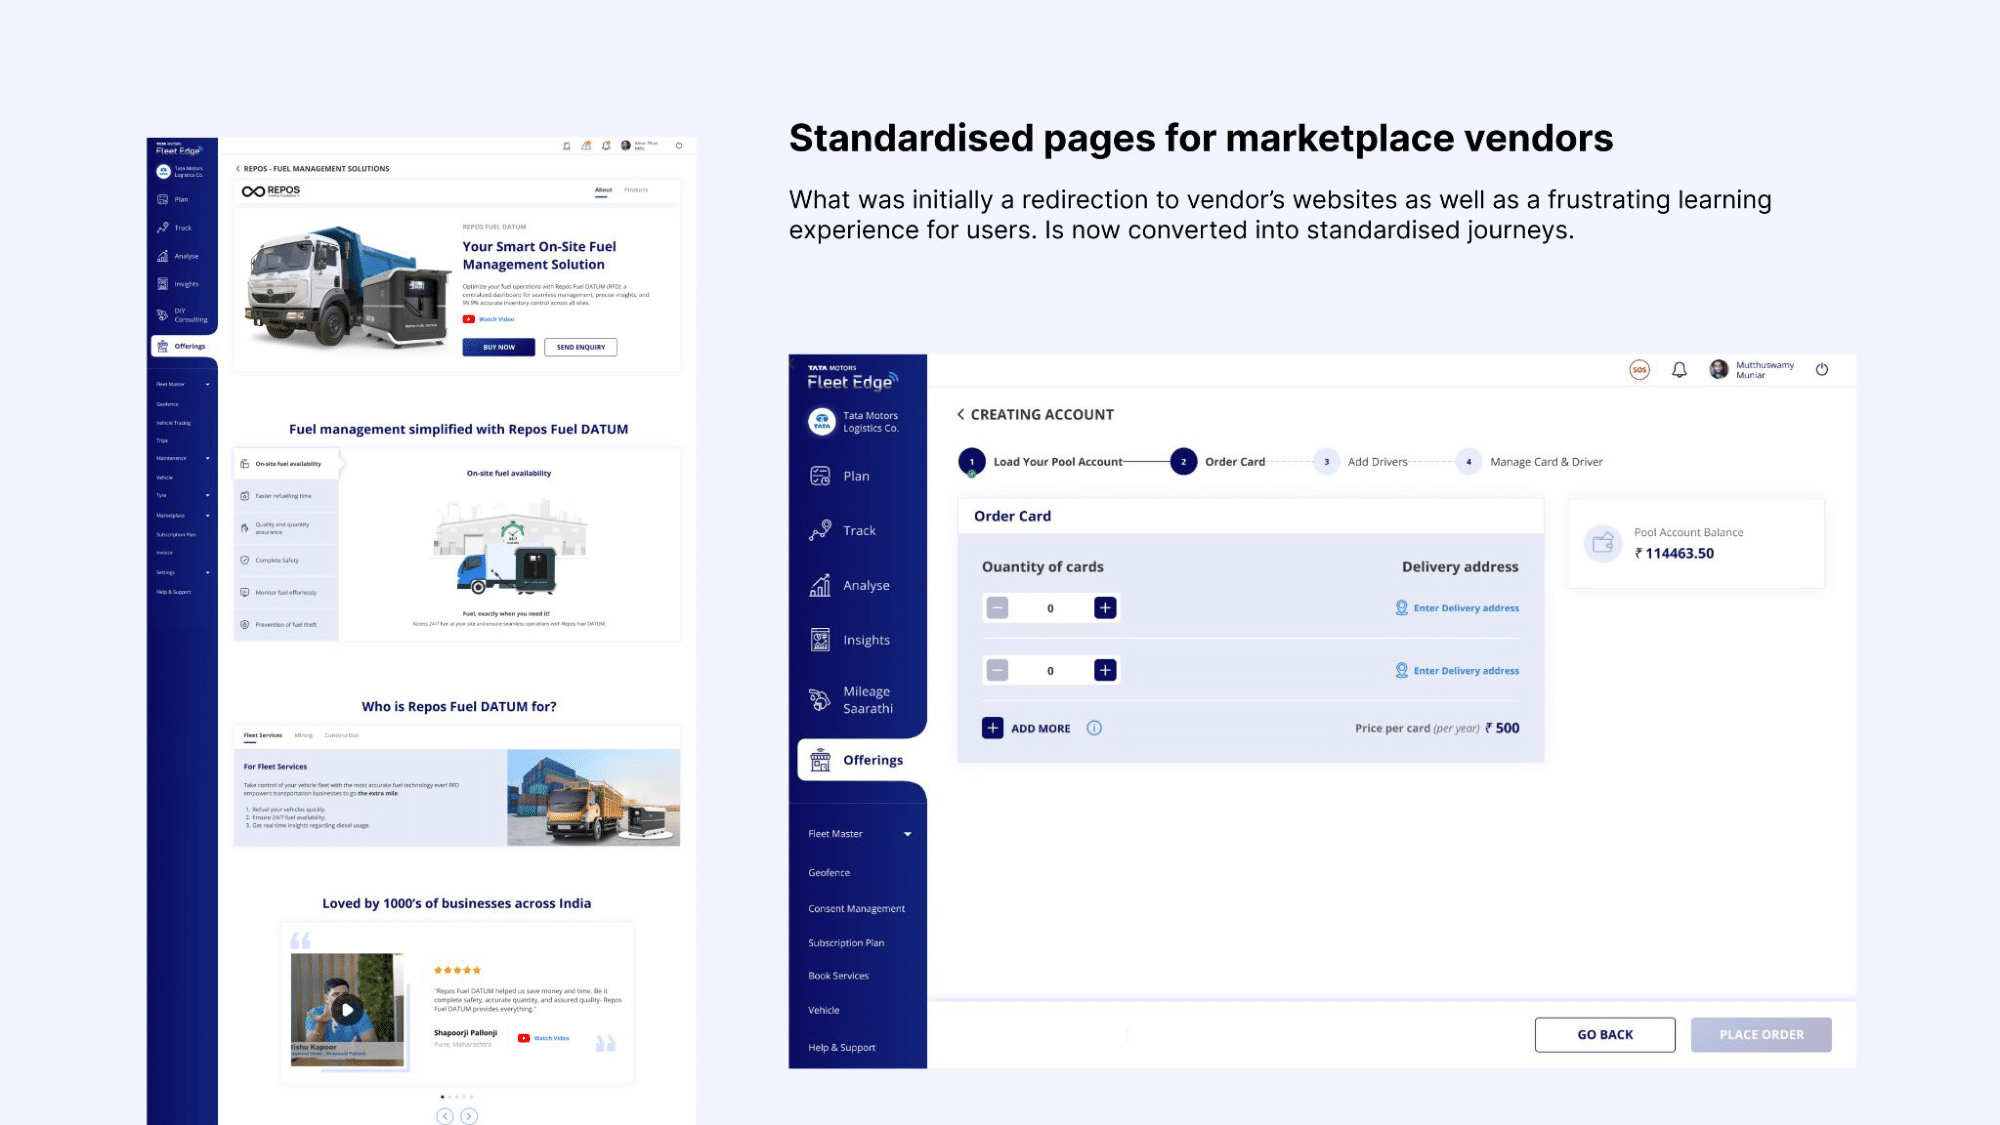 TATA MOTORS
Fleet Edge
Tata Motors
Logistics Co.
Plan
Track
Analyse
Insights
DIY
Consulting
Offerings
Fleet Master
Geofence
Vehicle Tracing
Trips
Maintenance
Vehicle
Tyre
Marketplace
Subscription Plan
Invoice
Settings
Help & Support
REPOS - FUEL MANAGEMENT SOLUTIONS
REPOS
About
Products
REPOS FUEL DATUM
Your Smart On-Site Fuel
Management Solution
Optimize your fuel operations with Repos Fuel DATUM (RFD); a
centralized dashboard for seamless management, precise insights, and
99.9% accurate inventory control across all sites.
Watch Video
BUY NOW
SEND ENQUIRY
Fuel management simplified with Repos Fuel DATUM
On-site fuel availability
Faster refuelling time
Quality and quantity
assurance
Complete Safety
Monitor fuel effortlessly
Prevention of fuel theft
On-site fuel availability
Fuel, exactly when you need it!
Access 24/7 fuel at your site and ensure seamless operations with Repos Fuel DATUM.
Who is Repos Fuel DATUM for?
Fleet Services
Mining
Construction
For Fleet Services
Take control of your vehicle fleet with the most accurate fuel technology ever! RFD
empowers transportation businesses to go the extra mile.
1. Refuel your vehicles quickly.
2. Ensure 24/7 fuel availability.
3. Get real time insights regarding diesel usage.
Loved by 1000's of businesses across India
"Repos Fuel DATUM helped us save money and time. Be it
complete safety, accurate quantity, and assured quality- Repos
Fuel DATUM provides everything."
Shapoorji Pallonji
Pune, Maharashtra
Watch Video
Rishu Kapoor
Standardised pages for marketplace vendors
What was initially a redirection to vendor’s websites as well as a frustrating learning
experience for users. Is now converted into standardised journeys.
TATA MOTORS
Fleet Edge
TATA
Tata Motors
Logistics Co.
Plan
Track
Analyse
Insights
Mileage
Saarathi
Offerings
Fleet Master
Geofence
Consent Management
Subscription Plan
Book Services
Vehicle
Help & Support
SOS
Mutthuswamy
Muniar
CREATING ACCOUNT
1 Load Your Pool Account
2 Order Card
3 Add Drivers
4 Manage Card & Driver
Order Card
Quantity of cards
Delivery address
0
Enter Delivery address
0
Enter Delivery address
ADD MORE
Price per card (per year) ₹ 500
Pool Account Balance
₹ 114463.50
GO BACK
PLACE ORDER